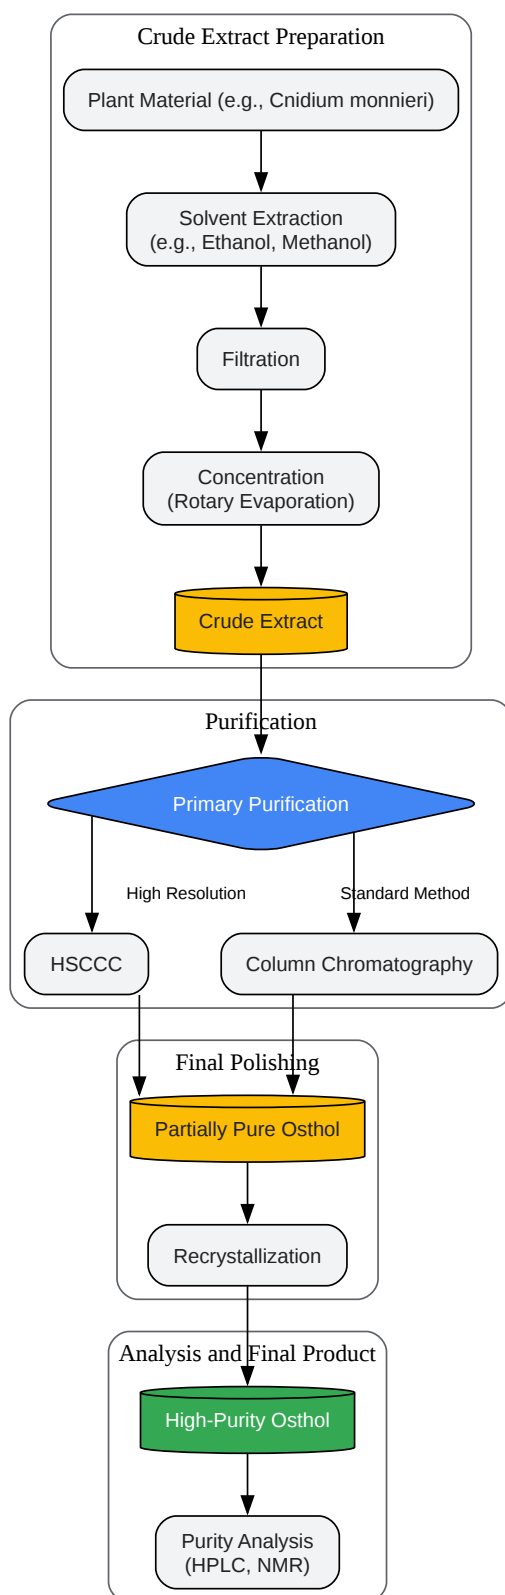 Crude Extract Preparation
Plant Material (e.g., Cnidium monnieri)
Solvent Extraction
(e.g., Ethanol, Methanol)
Filtration
Concentration
(Rotary Evaporation)
Crude Extract
Purification
Primary Purification
High Resolution
Standard Method
HSCCC
Column Chromatography
Final Polishing
Partially Pure Osthol
Recrystallization
Analysis and Final Product
High-Purity Osthol
Purity Analysis
(HPLC, NMR)